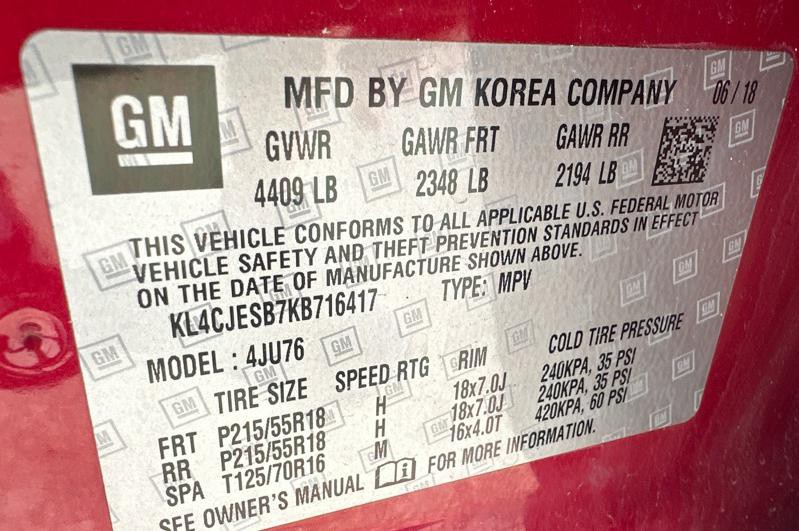 GM
MFD BY GM KOREA COMPANY 06/18
GVWR GAWR FRT GAWR RR
4409 LB 2348 LB 2194 LB
THIS VEHICLE CONFORMS TO ALL APPLICABLE U.S. FEDERAL MOTOR
VEHICLE SAFETY AND THEFT PREVENTION STANDARDS IN EFFECT
ON THE DATE OF MANUFACTURE SHOWN ABOVE.
KL4CJESB7KB716417 TYPE: MPV
MODEL : 4JU76
TIRE SIZE SPEED RTG RIM COLD TIRE PRESSURE
FRT P215/55R18 H 18x7.0J 240KPA, 35 PSI
RR P215/55R18 H 18x7.0J 240KPA, 35 PSI
SPA T125/70R16 M 16x4.0T 420KPA, 60 PSI
SEE OWNER'S MANUAL FOR MORE INFORMATION.